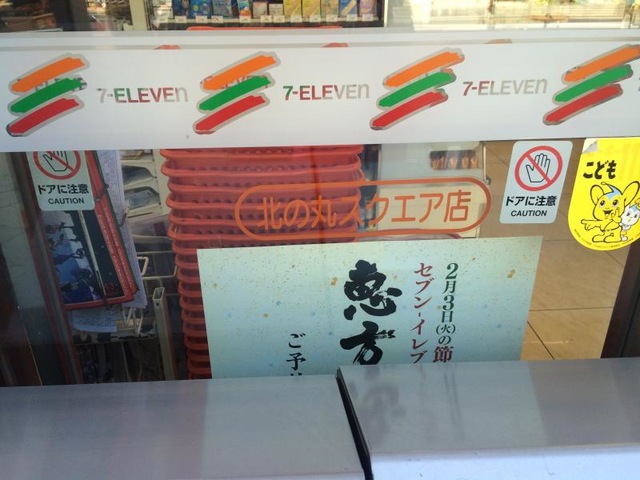 7-ELEVEn
7-ELEVEn
7-ELEVEn
ドアに注意
CAUTION
ドアに注意
CAUTION
こども
北の丸スクエア店
2月3日(火)の節
セブン-イレブ
恵方
ご予